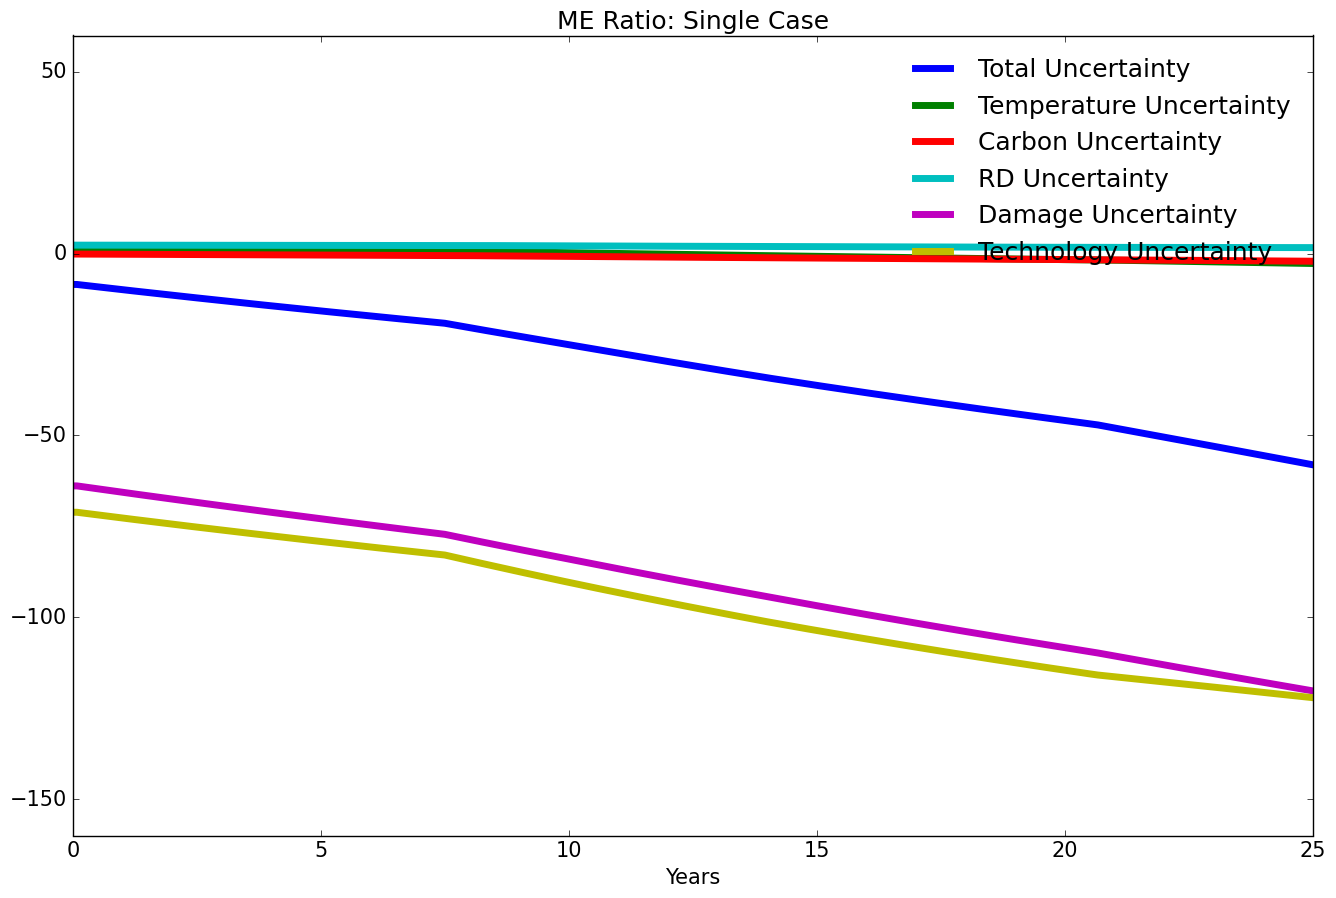 ME Ratio: Single Case
50
0
−50
−100
−150
Total Uncertainty
Temperature Uncertainty
Carbon Uncertainty
RD Uncertainty
Damage Uncertainty
Technology Uncertainty
0 5 10 15 20 25
Years